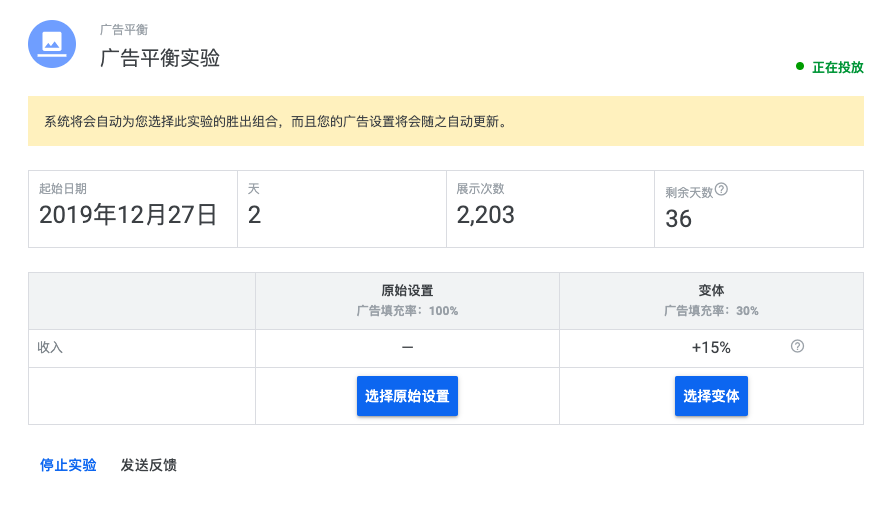 广告平衡
广告平衡实验
正在投放
系统将会自动为您选择此实验的胜出组合，而且您的广告设置将会随之自动更新。
起始日期
2019年12月27日
天
2
展示次数
2,203
剩余天数
36
原始设置
广告填充率：100%
变体
广告填充率：30%
收入
—
+15%
选择原始设置
选择变体
停止实验
发送反馈